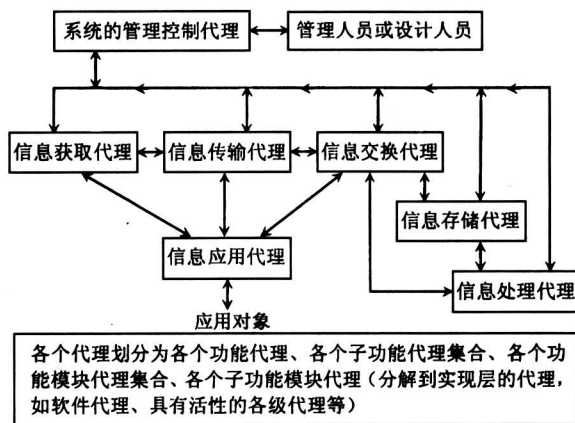 系统的管理控制代理
管理人员或设计人员
信息获取代理
信息传输代理
信息交换代理
信息存储代理
信息应用代理
信息处理代理
应用对象
各个代理划分为各个功能代理、各个子功能代理集合、各个功
能模块代理集合、各个子功能模块代理（分解到实现层的代理，
如软件代理、具有活性的各级代理等）